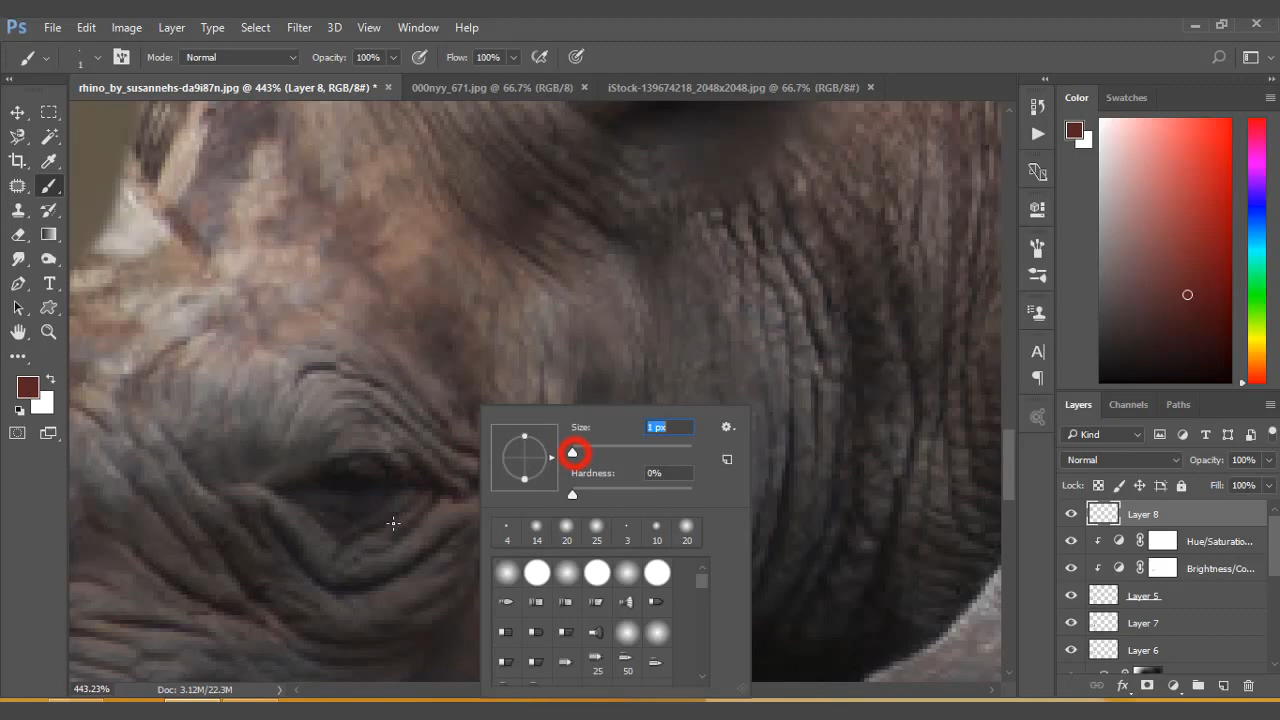 Ps File Edit Image Layer Type Select Filter 3D View Window Help
1 Mode: Normal Opacity: 100% Flow: 100%
rhino_by_susannehs-da9i87n.jpg @ 443% (Layer 8, RGB/8#) * × 000nyy_671.jpg @ 66.7% (RGB/8) × iStock-139674218_2048x2048.jpg @ 66.7% (RGB/8#) ×
Color Swatches
Size: 1 px
Hardness: 0%
4 14 20 25 3 10 20
25 50
Layers Channels Paths
Kind
Normal Opacity: 100%
Lock: Fill: 100%
Layer 8
Hue/Saturatio...
Brightness/Co...
Layer 5
Layer 7
Layer 6
443.23% Doc: 3.12M/22.3M